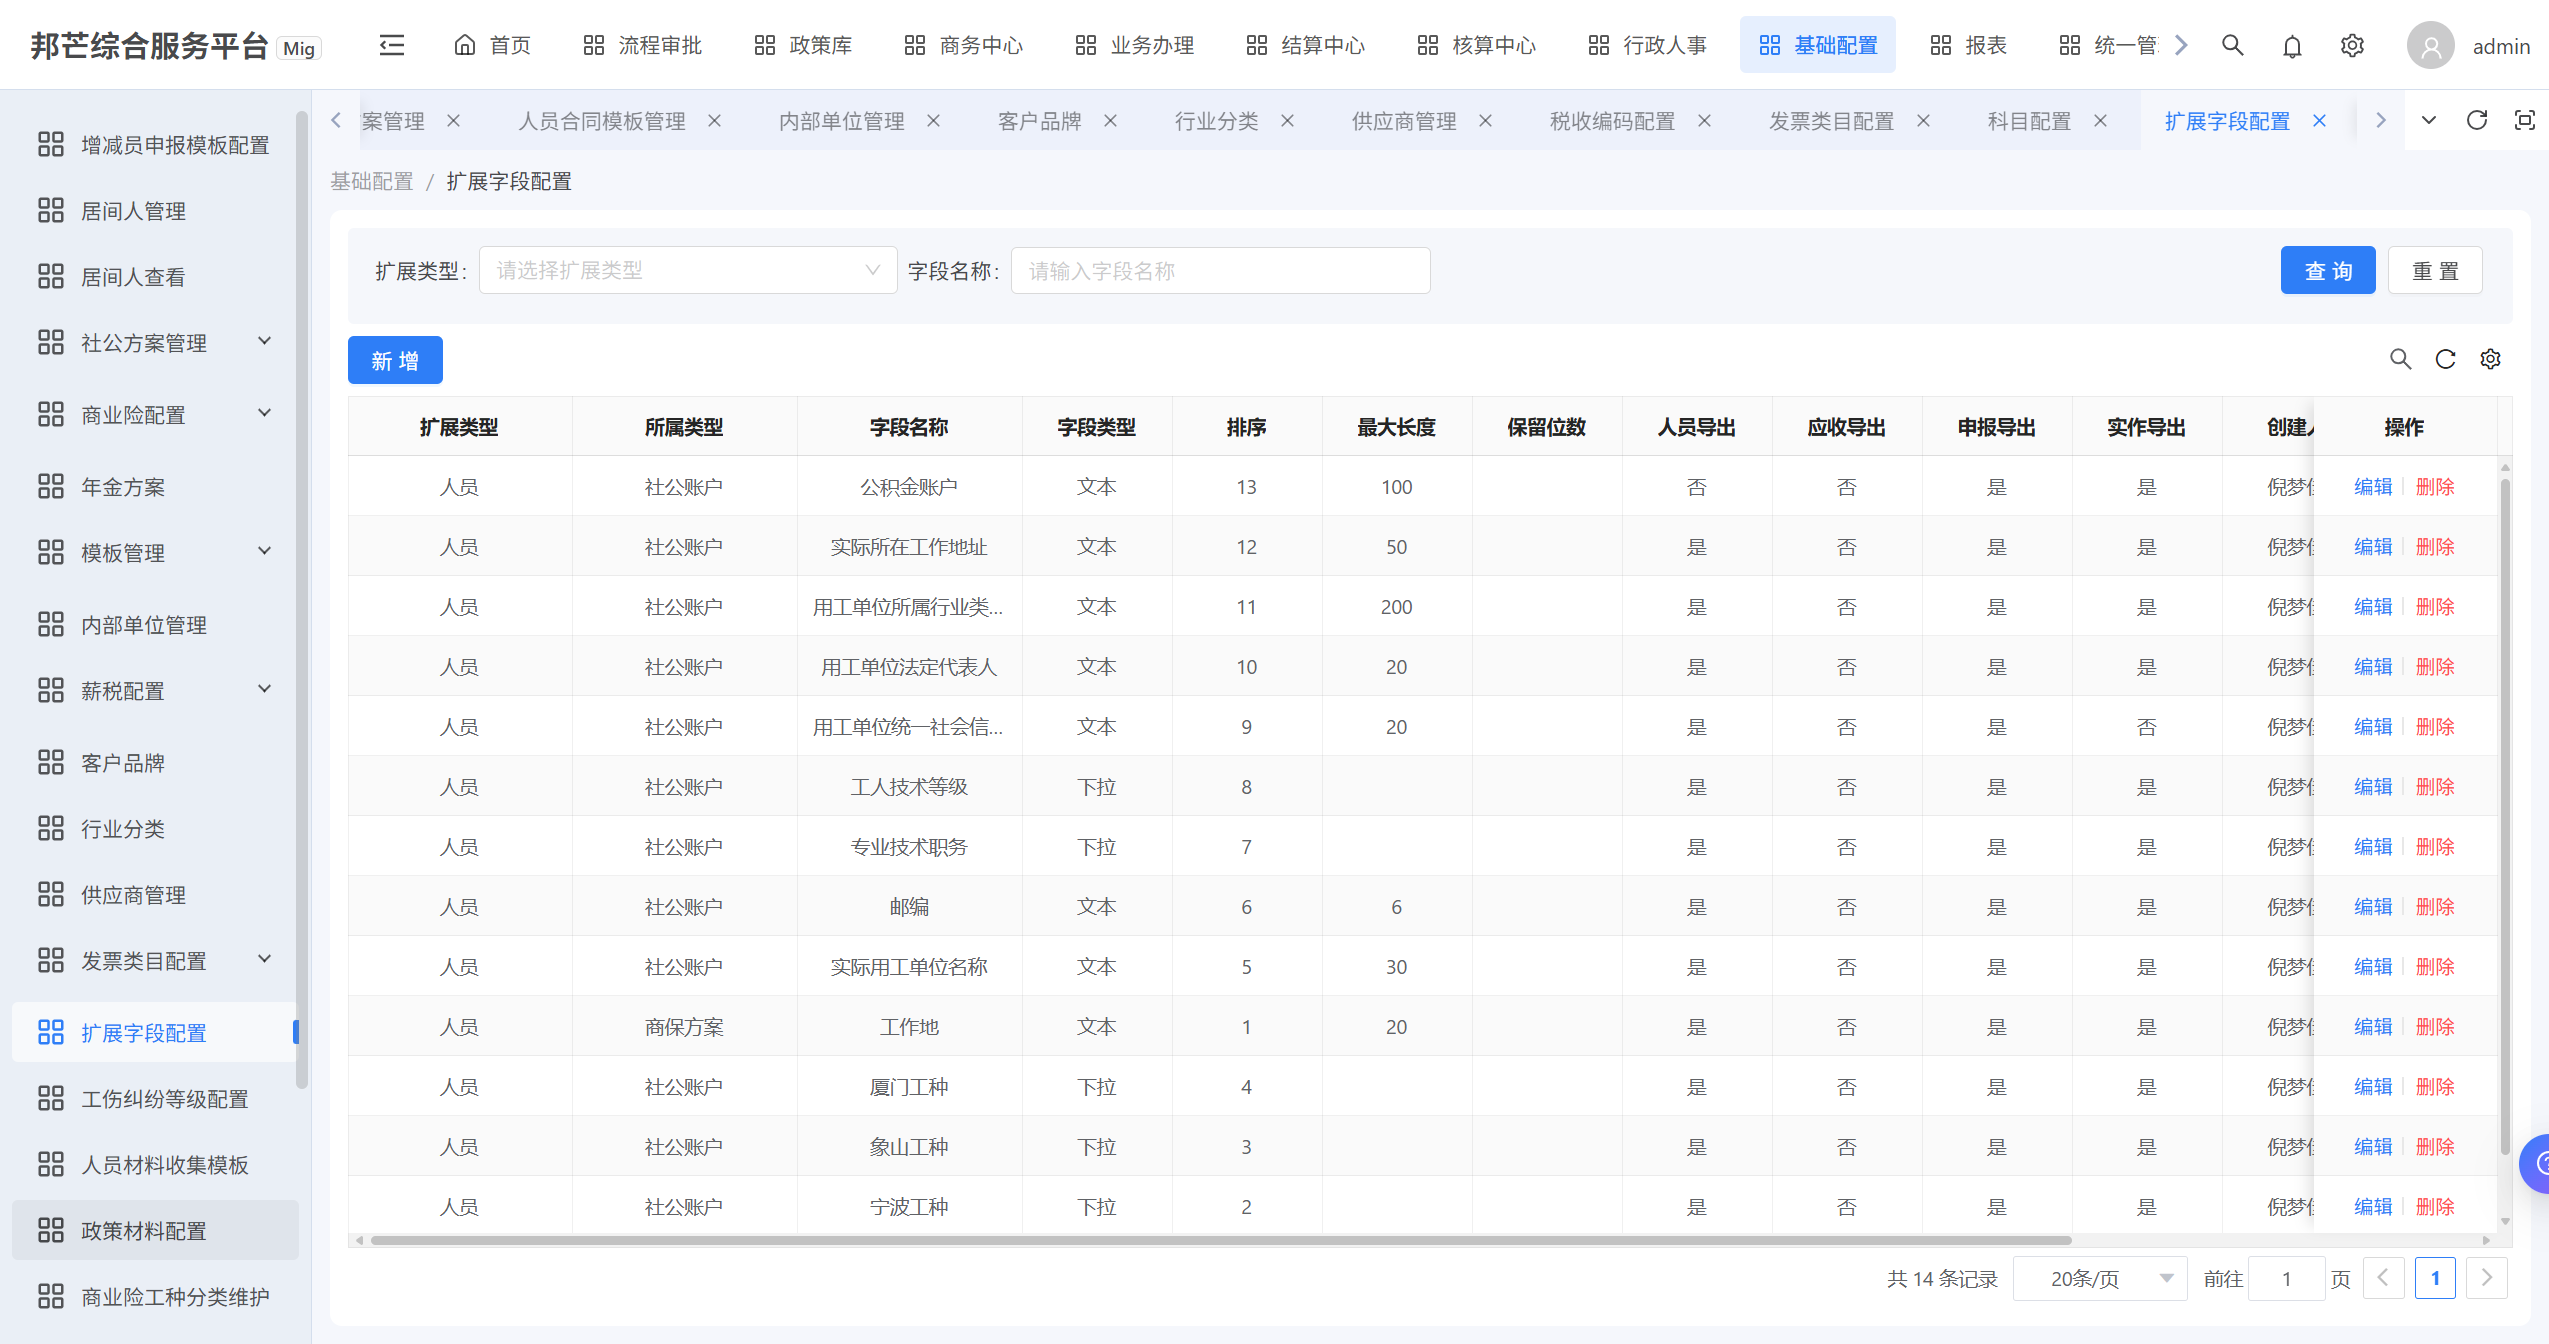 邦芒综合服务平台 Mig 首页 流程审批 政策库 商务中心 业务办理 结算中心 核算中心 行政人事 基础配置 报表 统一管 admin
案管理 人员合同模板管理 内部单位管理 客户品牌 行业分类 供应商管理 税收编码配置 发票类目配置 科目配置 扩展字段配置
基础配置 / 扩展字段配置
增减员申报模板配置
居间人管理
居间人查看
社公方案管理
商业险配置
年金方案
模板管理
内部单位管理
薪税配置
客户品牌
行业分类
供应商管理
发票类目配置
扩展字段配置
工伤纠纷等级配置
人员材料收集模板
政策材料配置
商业险工种分类维护
扩展类型: 请选择扩展类型 字段名称: 请输入字段名称 查 询 重 置
新 增
扩展类型 所属类型 字段名称 字段类型 排序 最大长度 保留位数 人员导出 应收导出 申报导出 实作导出 创建人 操作
人员 社公账户 公积金账户 文本 13 100 否 否 是 是 倪梦 编辑 删除
人员 社公账户 实际所在工作地址 文本 12 50 是 否 是 是 倪梦 编辑 删除
人员 社公账户 用工单位所属行业类... 文本 11 200 是 否 是 是 倪梦 编辑 删除
人员 社公账户 用工单位法定代表人 文本 10 20 是 否 是 是 倪梦 编辑 删除
人员 社公账户 用工单位统一社会信... 文本 9 20 是 否 是 否 倪梦 编辑 删除
人员 社公账户 工人技术等级 下拉 8 是 否 是 是 倪梦 编辑 删除
人员 社公账户 专业技术职务 下拉 7 是 否 是 是 倪梦 编辑 删除
人员 社公账户 邮编 文本 6 6 是 否 是 是 倪梦 编辑 删除
人员 社公账户 实际用工单位名称 文本 5 30 是 否 是 是 倪梦 编辑 删除
人员 商保方案 工作地 文本 1 20 是 否 是 是 倪梦 编辑 删除
人员 社公账户 厦门工种 下拉 4 是 否 是 是 倪梦 编辑 删除
人员 社公账户 象山工种 下拉 3 是 否 是 是 倪梦 编辑 删除
人员 社公账户 宁波工种 下拉 2 是 否 是 是 倪梦 编辑 删除
共 14 条记录 20条/页 前往 1 页 1